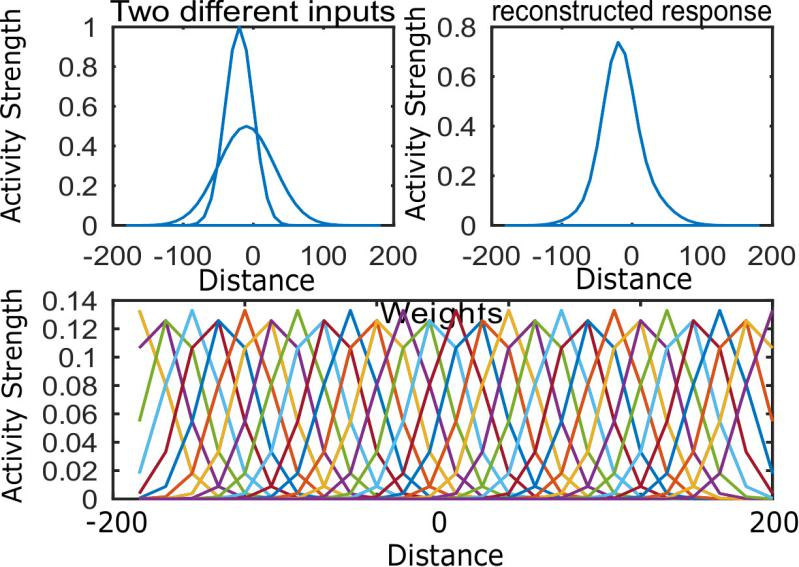 Two different inputs
Activity Strength
1
0.8
0.6
0.4
0.2
0
-200 -100 0 100 200
Distance
reconstructed response
Activity Strength
0.8
0.6
0.4
0.2
0
-200 -100 0 100 200
Distance
Weights
Activity Strength
0.14
0.12
0.1
0.08
0.06
0.04
0.02
0
-200 0 200
Distance